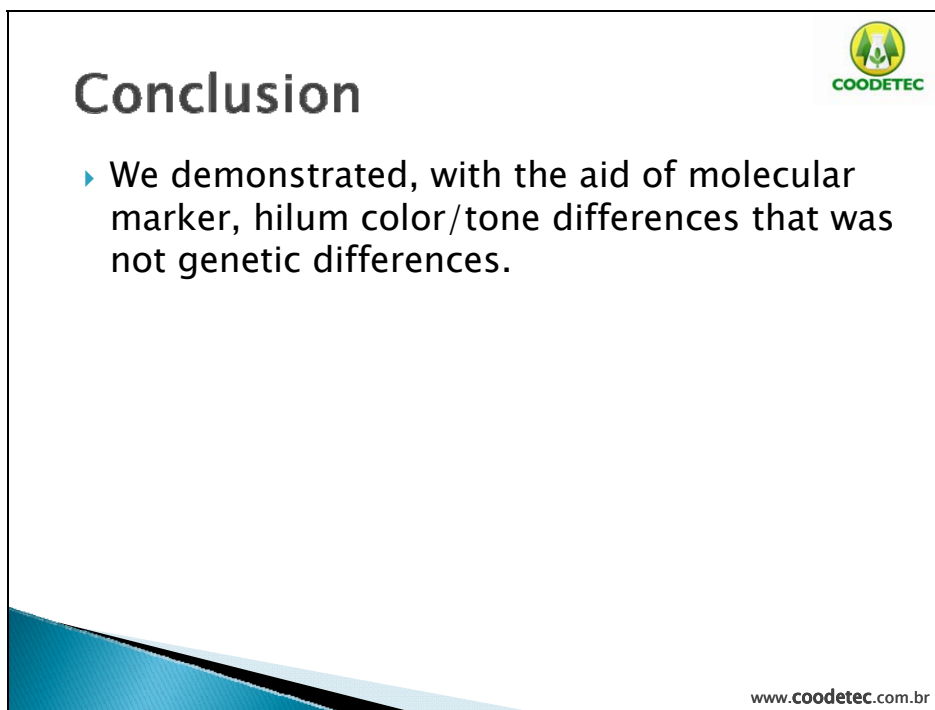 COODETEC
Conclusion
We demonstrated, with the aid of molecular
marker, hilum color/tone differences that was
not genetic differences.
www.coodetec.com.br